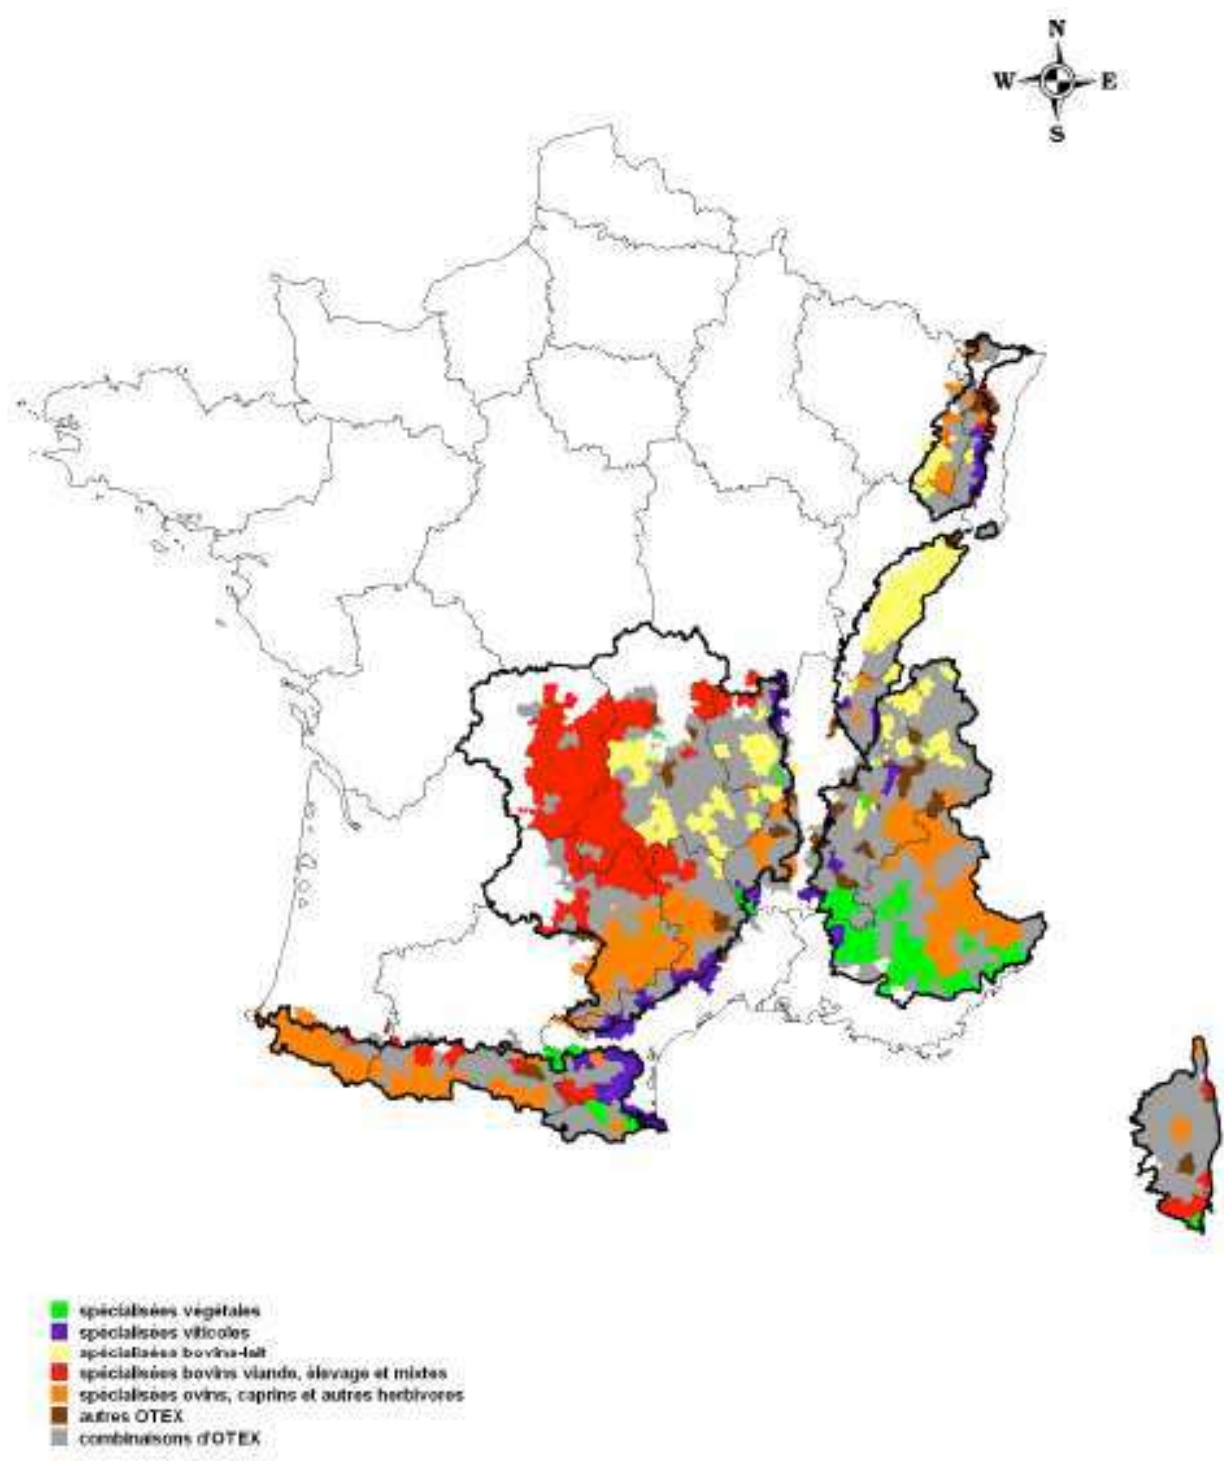 N
W E
S
spécialisées végétales
spécialisées viticoles
spécialisées bovins-lait
spécialisées bovins viande, élevage et mixtes
spécialisées ovins, caprins et autres herbivores
autres OTEX
combinaisons d'OTEX